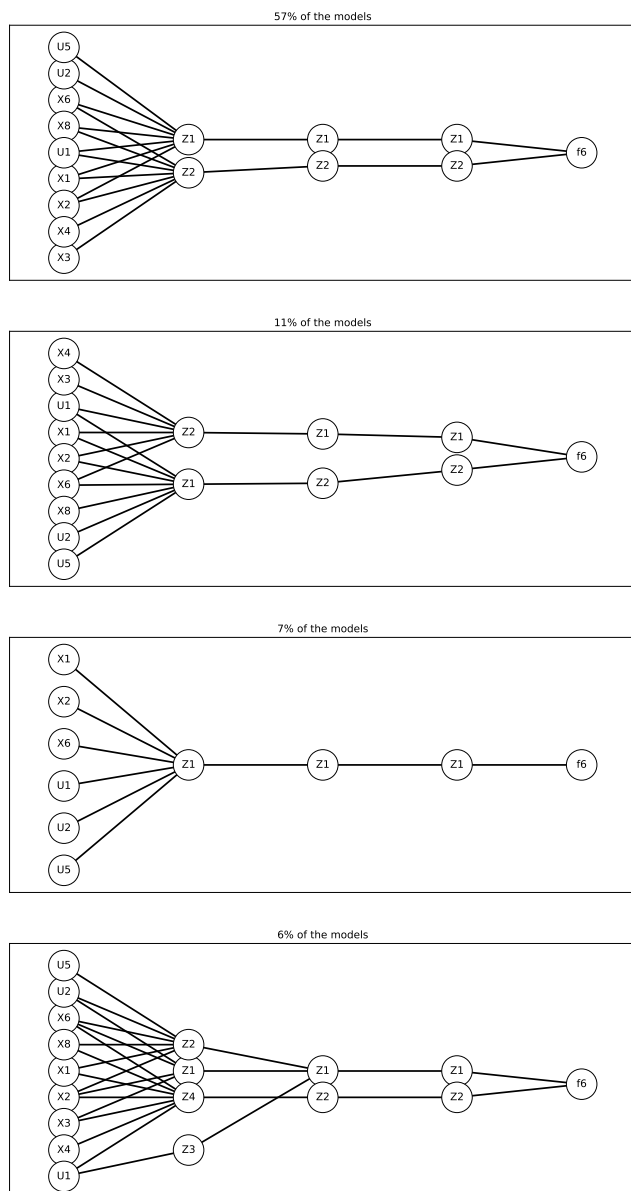 57% of the models
U5
U2
X6
X8
U1
X1
X2
X4
X3
Z1
Z2
Z1
Z2
Z1
Z2
f6
11% of the models
X4
X3
U1
X1
X2
X6
X8
U2
U5
Z2
Z1
Z1
Z2
Z1
Z2
f6
7% of the models
X1
X2
X6
U1
U2
U5
Z1
Z1
Z1
f6
6% of the models
U5
U2
X6
X8
X1
X2
X3
X4
U1
Z2
Z1
Z4
Z3
Z1
Z2
Z1
Z2
f6